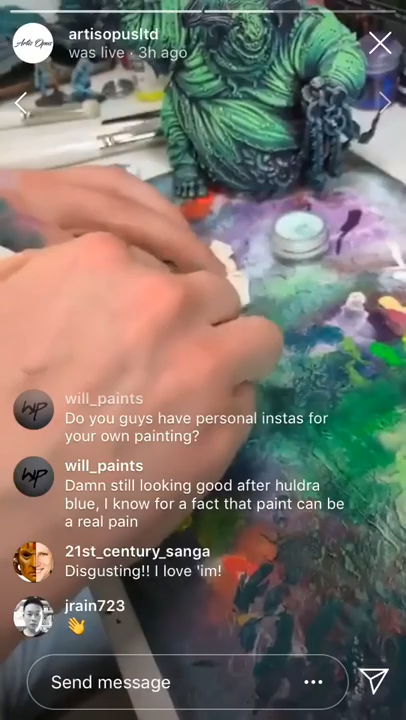 Artis Opus
artisopusltd
was live · 3h ago
will_paints
Do you guys have personal instas for
your own painting?
will_paints
Damn still looking good after huldra
blue, I know for a fact that paint can be
a real pain
21st_century_sanga
Disgusting!! I love 'im!
jrain723
👋
Send message